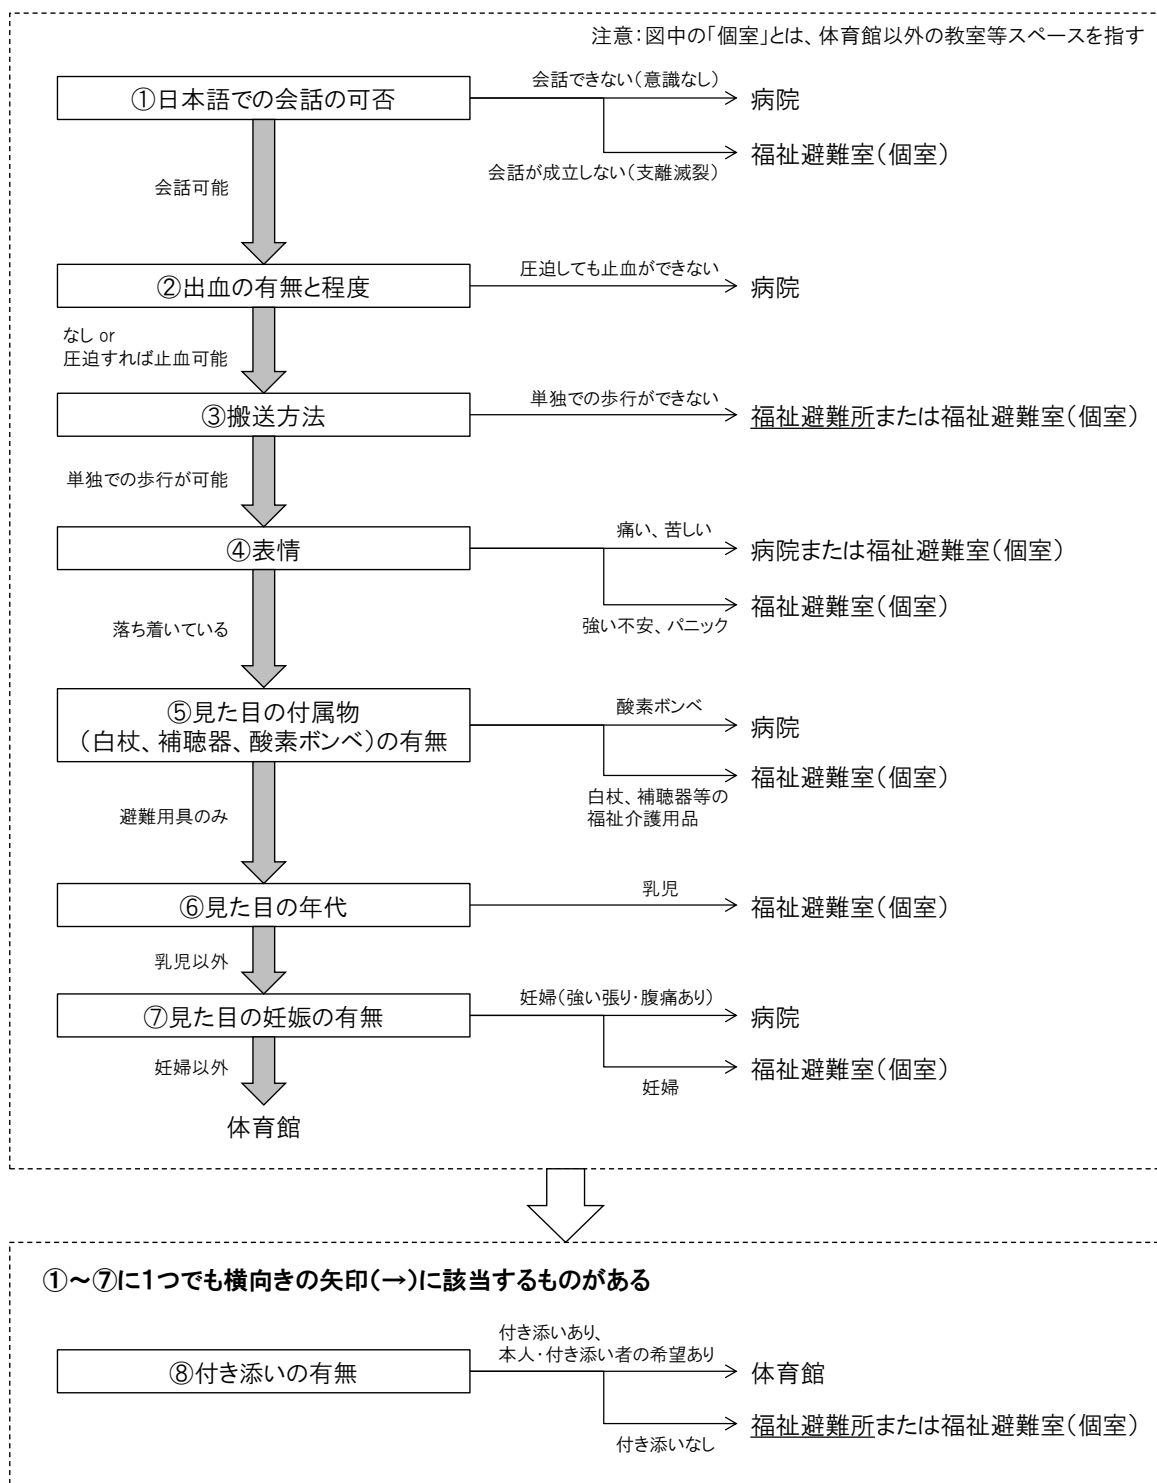 注意：図中の「個室」とは、体育館以外の教室等スペースを指す
①日本語での会話の可否
会話できない（意識なし）
病院
福祉避難室（個室）
会話が成立しない（支離滅裂）
会話可能
②出血の有無と程度
圧迫しても止血ができない
病院
なし or
圧迫すれば止血可能
③搬送方法
単独での歩行ができない
福祉避難所または福祉避難室（個室）
単独での歩行が可能
④表情
痛い、苦しい
病院または福祉避難室（個室）
福祉避難室（個室）
強い不安、パニック
落ち着いている
⑤見た目の付属物
（白杖、補聴器、酸素ボンベ）の有無
酸素ボンベ
病院
福祉避難室（個室）
白杖、補聴器等の
福祉介護用品
避難用具のみ
⑥見た目の年代
乳児
福祉避難室（個室）
乳児以外
⑦見た目の妊娠の有無
妊婦（強い張り・腹痛あり）
病院
福祉避難室（個室）
妊婦
妊婦以外
体育館
①～⑦に1つでも横向きの矢印（→）に該当するものがある
⑧付き添いの有無
付き添いあり、
本人・付き添い者の希望あり
体育館
福祉避難所または福祉避難室（個室）
付き添いなし